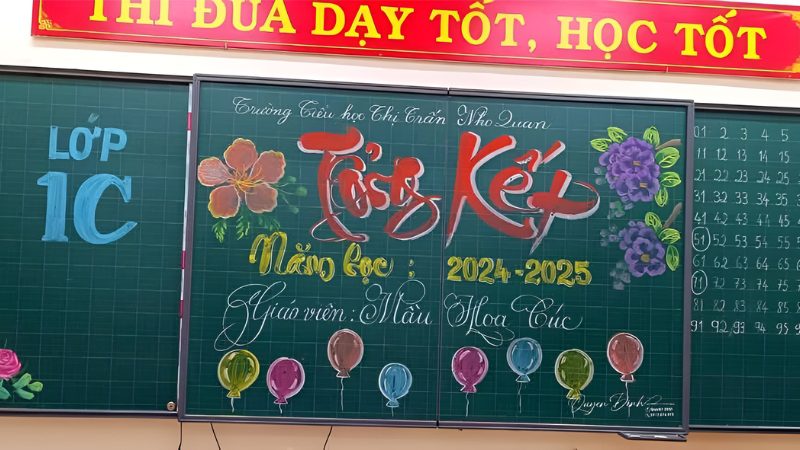 THI ĐUA DẠY TỐT, HỌC TỐT
LỚP
1C
Trường Tiểu học Thị Trấn Nho Quan
Tổng Kết
Năm học : 2024-2025
Giáo viên : Mầu Hoa Cúc
Duyen Dinh
01 2 3 4 5
11 12 13 14 15
21 22 23 24 25
31 32 33 34 35
41 42 43 44 45
51 52 53 54 55
61 62 63 64 65
71 72 73 74 75
81 82 83 84 85
91 92 93 94 95